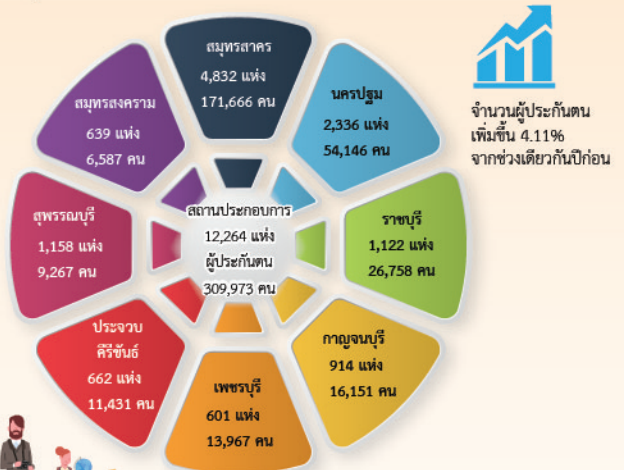 สมุทรสาคร
4,832 แห่ง
171,666 คน
นครปฐม
2,336 แห่ง
54,146 คน
ราชบุรี
1,122 แห่ง
26,758 คน
กาญจนบุรี
914 แห่ง
16,151 คน
เพชรบุรี
601 แห่ง
13,967 คน
ประจวบ
คีรีขันธ์
662 แห่ง
11,431 คน
สุพรรณบุรี
1,158 แห่ง
9,267 คน
สมุทรสงคราม
639 แห่ง
6,587 คน
สถานประกอบการ
12,264 แห่ง
ผู้ประกันตน
309,973 คน
จำนวนผู้ประกันตน
เพิ่มขึ้น 4.11%
จากช่วงเดียวกันปีก่อน